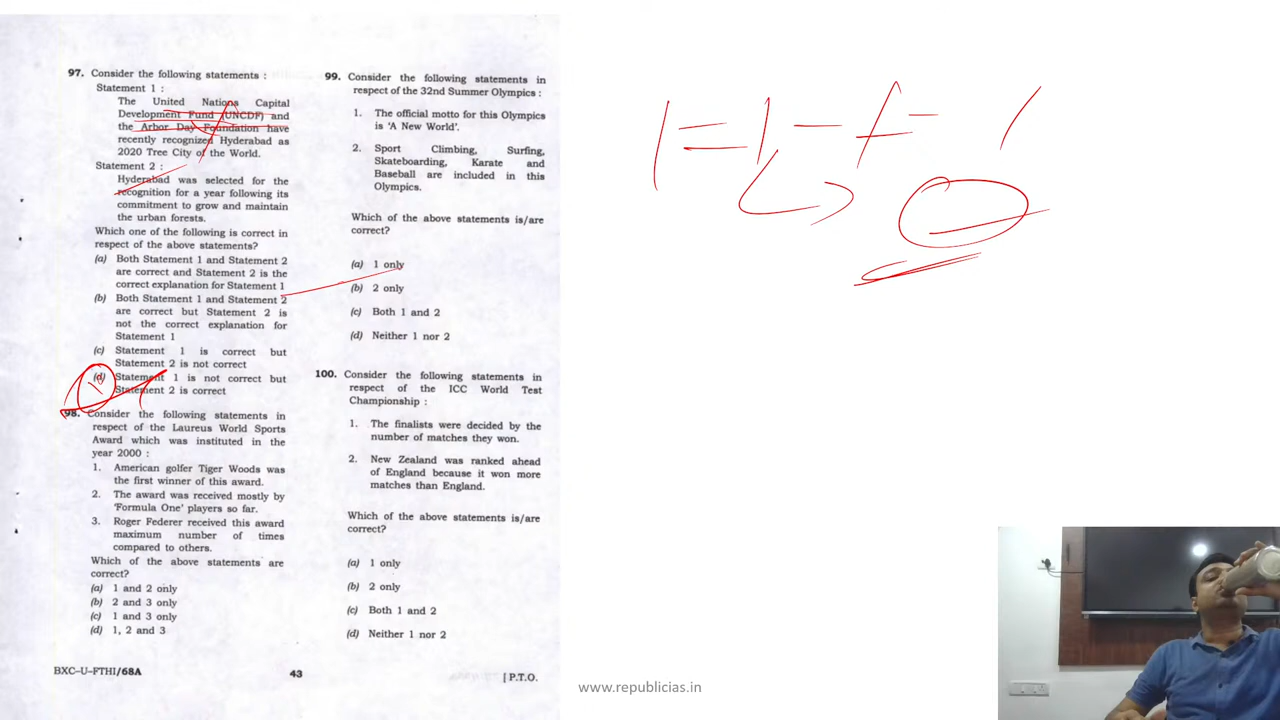 97. Consider the following statements :
Statement 1 :
The United Nations Capital
Development Fund (UNCDF) and
the Arbor Day Foundation have
recently recognized Hyderabad as
2020 Tree City of the World.
Statement 2 :
Hyderabad was selected for the
recognition for a year following its
commitment to grow and maintain
the urban forests.
Which one of the following is correct in
respect of the above statements?
(a) Both Statement 1 and Statement 2
are correct and Statement 2 is the
correct explanation for Statement 1
(b) Both Statement 1 and Statement 2
are correct but Statement 2 is
not the correct explanation for
Statement 1
(c) Statement 1 is correct but
Statement 2 is not correct
(d) Statement 1 is not correct but
Statement 2 is correct
98. Consider the following statements in
respect of the Laureus World Sports
Award which was instituted in the
year 2000 :
1. American golfer Tiger Woods was
the first winner of this award.
2. The award was received mostly by
'Formula One' players so far.
3. Roger Federer received this award
maximum number of times
compared to others.
Which of the above statements are
correct?
(a) 1 and 2 only
(b) 2 and 3 only
(c) 1 and 3 only
(d) 1, 2 and 3
99. Consider the following statements in
respect of the 32nd Summer Olympics :
1. The official motto for this Olympics
is 'A New World'.
2. Sport Climbing, Surfing,
Skateboarding, Karate and
Baseball are included in this
Olympics.
Which of the above statements is/are
correct?
(a) 1 only
(b) 2 only
(c) Both 1 and 2
(d) Neither 1 nor 2
100. Consider the following statements in
respect of the ICC World Test
Championship :
1. The finalists were decided by the
number of matches they won.
2. New Zealand was ranked ahead
of England because it won more
matches than England.
Which of the above statements is/are
correct?
(a) 1 only
(b) 2 only
(c) Both 1 and 2
(d) Neither 1 nor 2
BXC-U-FTHI/68A
43
[ P.T.O.
www.republicias.in